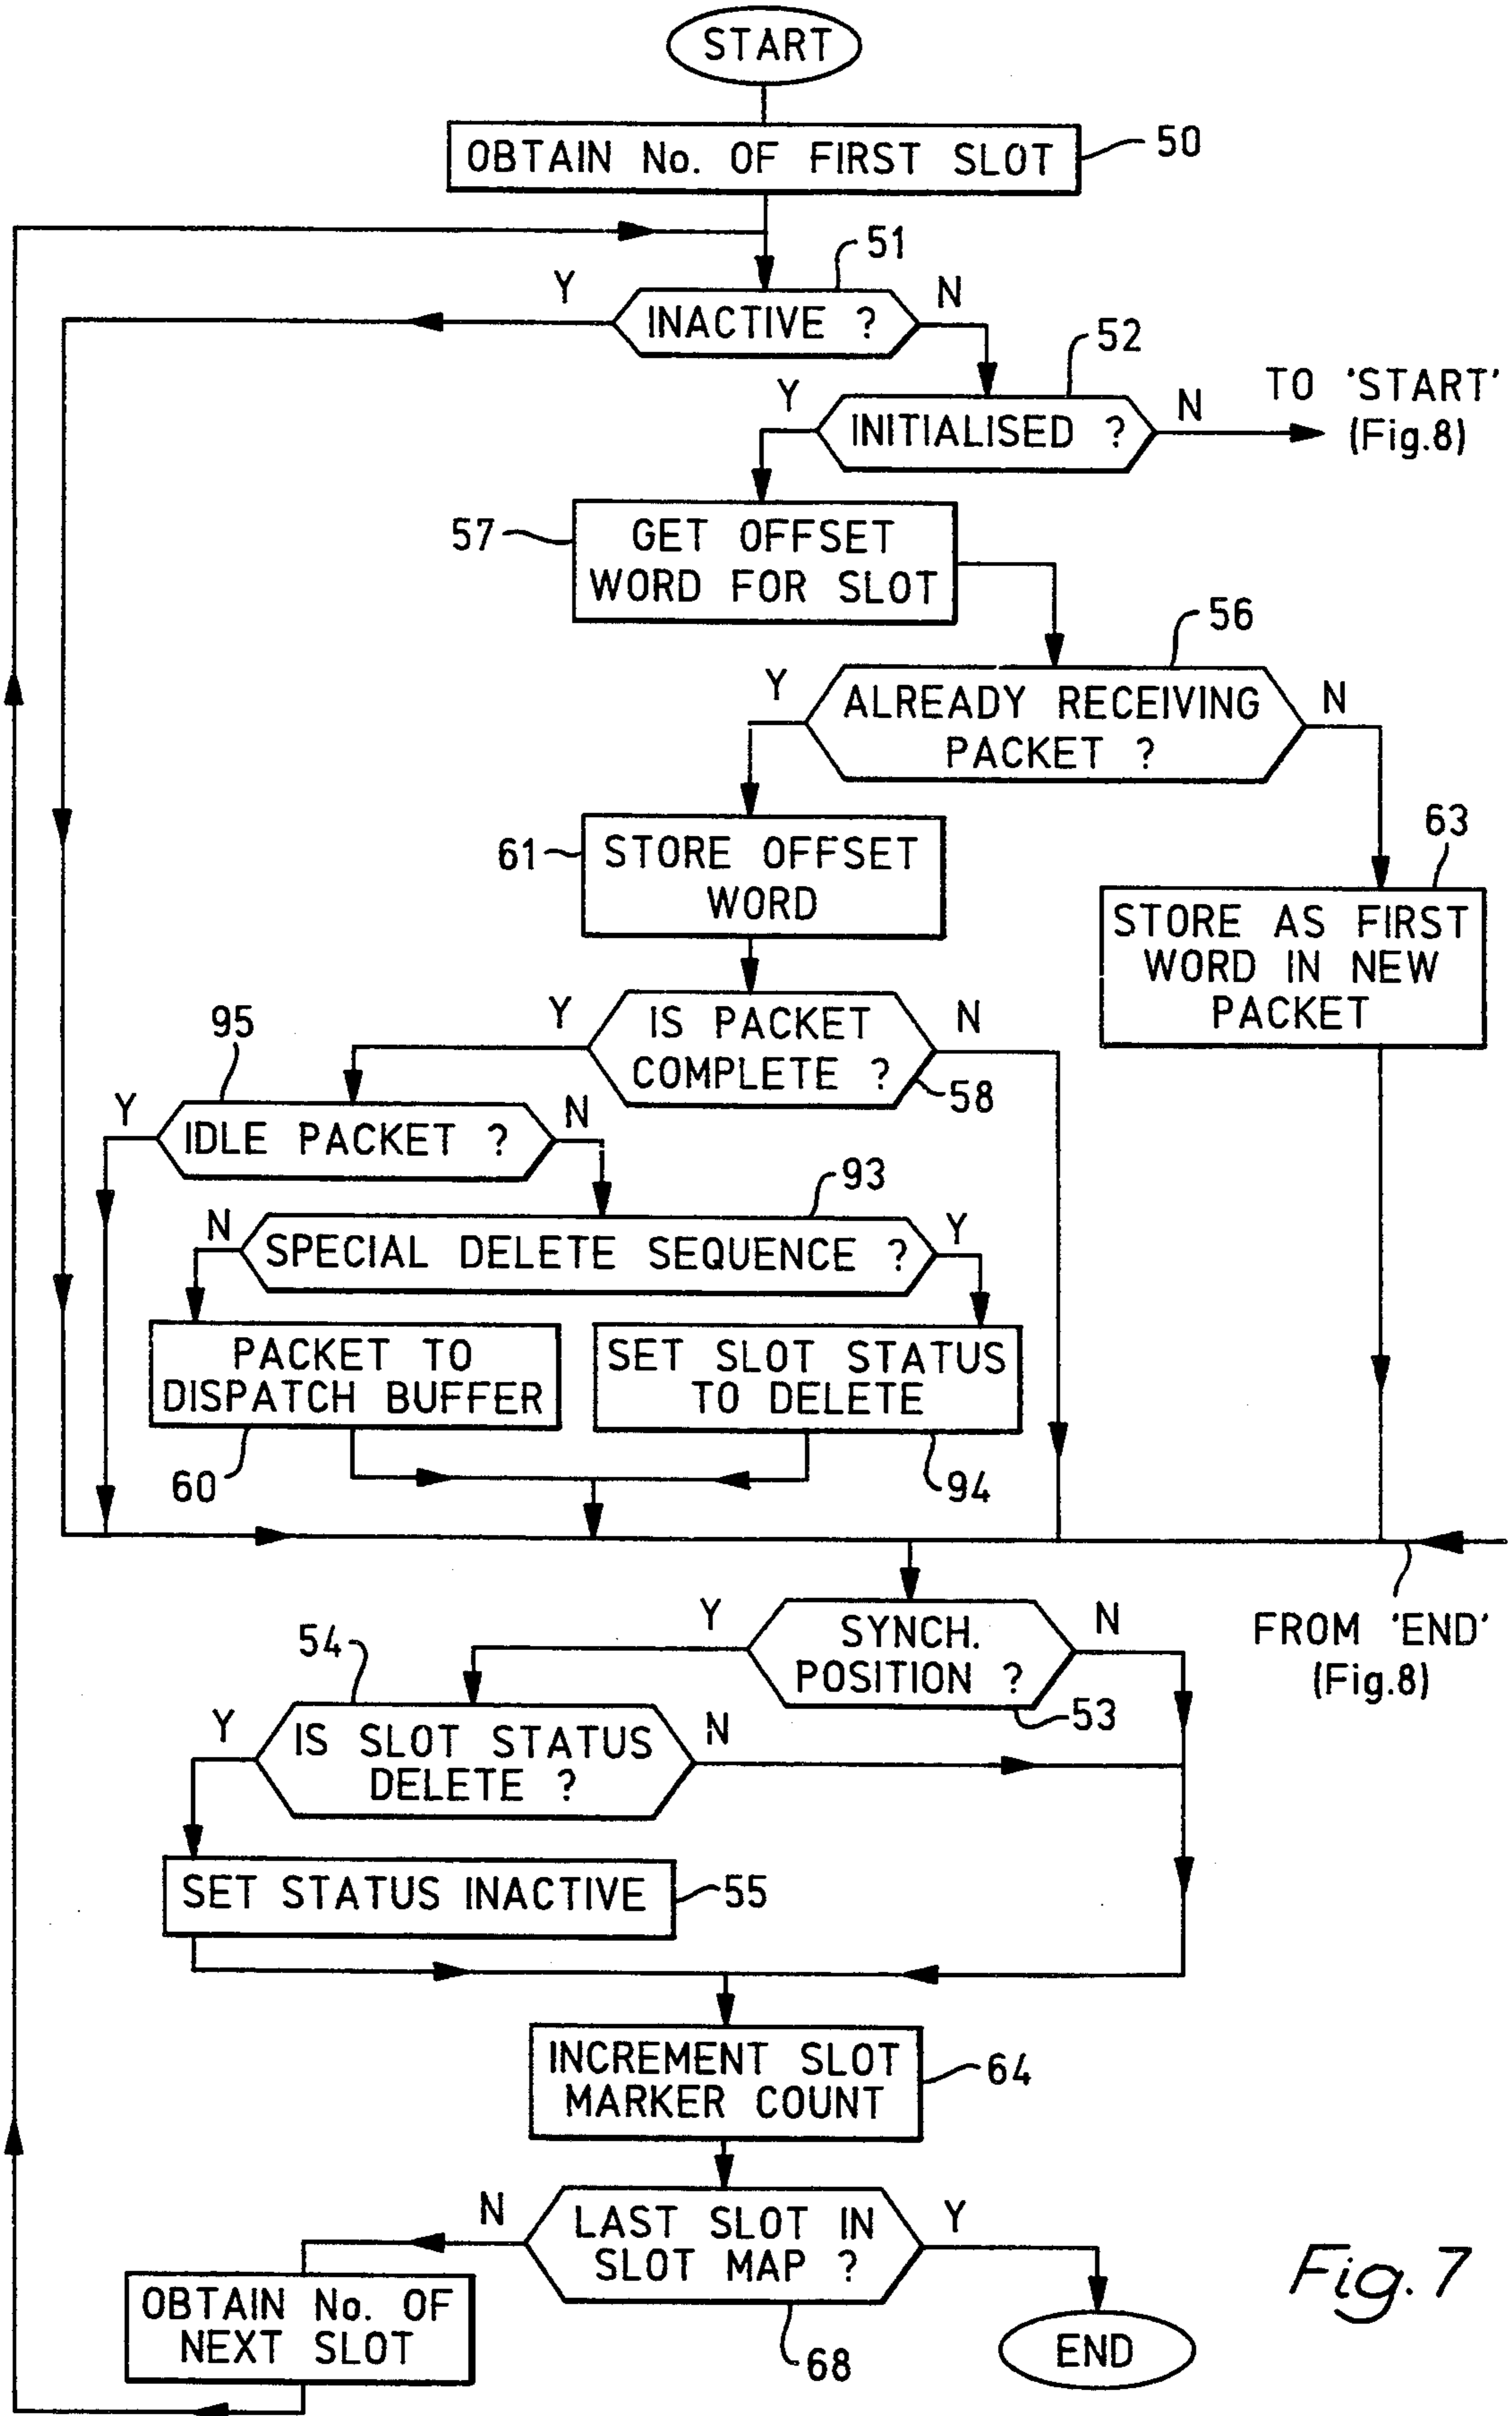 START
OBTAIN No. OF FIRST SLOT
50
51
Y
INACTIVE ?
N
52
Y
INITIALISED ?
N
TO 'START'
(Fig.8)
57
GET OFFSET
WORD FOR SLOT
56
Y
ALREADY RECEIVING
PACKET ?
N
61
STORE OFFSET
WORD
63
STORE AS FIRST
WORD IN NEW
PACKET
Y
IS PACKET
COMPLETE ?
N
58
95
Y
IDLE PACKET ?
N
93
N
SPECIAL DELETE SEQUENCE ?
Y
PACKET TO
DISPATCH BUFFER
60
SET SLOT STATUS
TO DELETE
94
FROM 'END'
(Fig.8)
Y
SYNCH.
POSITION ?
N
53
54
Y
IS SLOT STATUS
DELETE ?
N
SET STATUS INACTIVE
55
INCREMENT SLOT
MARKER COUNT
64
N
LAST SLOT IN
SLOT MAP ?
Y
68
OBTAIN No. OF
NEXT SLOT
END
Fig. 7